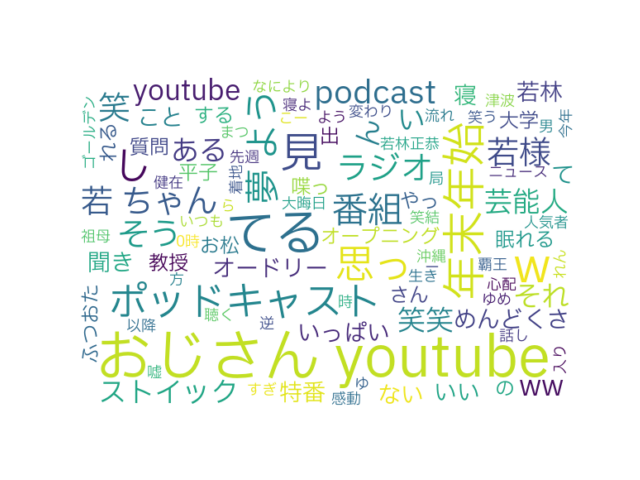 youtube
podcast
なにより
寝よ
変わり
よう
流れ
寝
津波
若林
ゴールデン
笑
れる
こと
する
まつ
こー
夢 よう
ん
い
出
笑う
大学
男
今年
質問
ある
先週
見
若林正恭
年末年始
若様
ニュース
て
し
平子
健在
着地
喋っ
ラジオ
局
芸能人
若 ちゃん
ら
大晦日
番組
やっ
笑結
人気者
祖母
そう
いつも
0時
お松
てる
オープニング
眠れる
聞き
教授
方
オードリー
思っ
沖縄
生き
覇王
w
れん
心配
ゆめ
それ
ふつおた
ポッドキャスト
以降
聴く
時
逆
さん
いっぱい
笑笑
めんどくさ
話し
入り
おじさん youtube
嘘
ストイック
すぎ
特番
感動
ゆ
ない
いい
の
ww